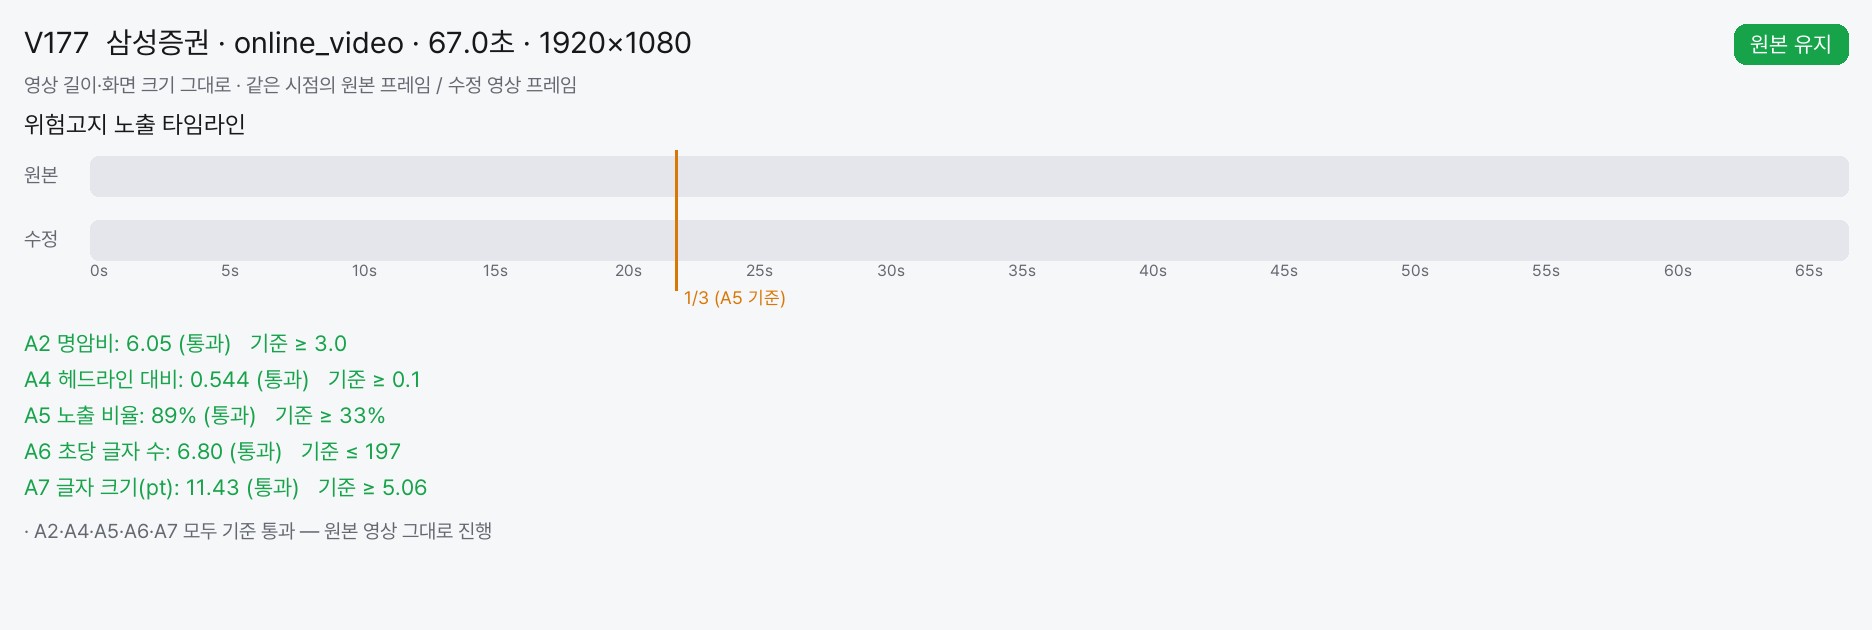 V177 삼성증권 · online_video · 67.0초 · 1920×1080
원본 유지
영상 길이·화면 크기 그대로 · 같은 시점의 원본 프레임 / 수정 영상 프레임
위험고지 노출 타임라인
원본
수정
0s 5s 10s 15s 20s 25s 30s 35s 40s 45s 50s 55s 60s 65s
1/3 (A5 기준)
A2 명암비: 6.05 (통과) 기준 ≥ 3.0
A4 헤드라인 대비: 0.544 (통과) 기준 ≥ 0.1
A5 노출 비율: 89% (통과) 기준 ≥ 33%
A6 초당 글자 수: 6.80 (통과) 기준 ≤ 197
A7 글자 크기(pt): 11.43 (통과) 기준 ≥ 5.06
· A2·A4·A5·A6·A7 모두 기준 통과 — 원본 영상 그대로 진행